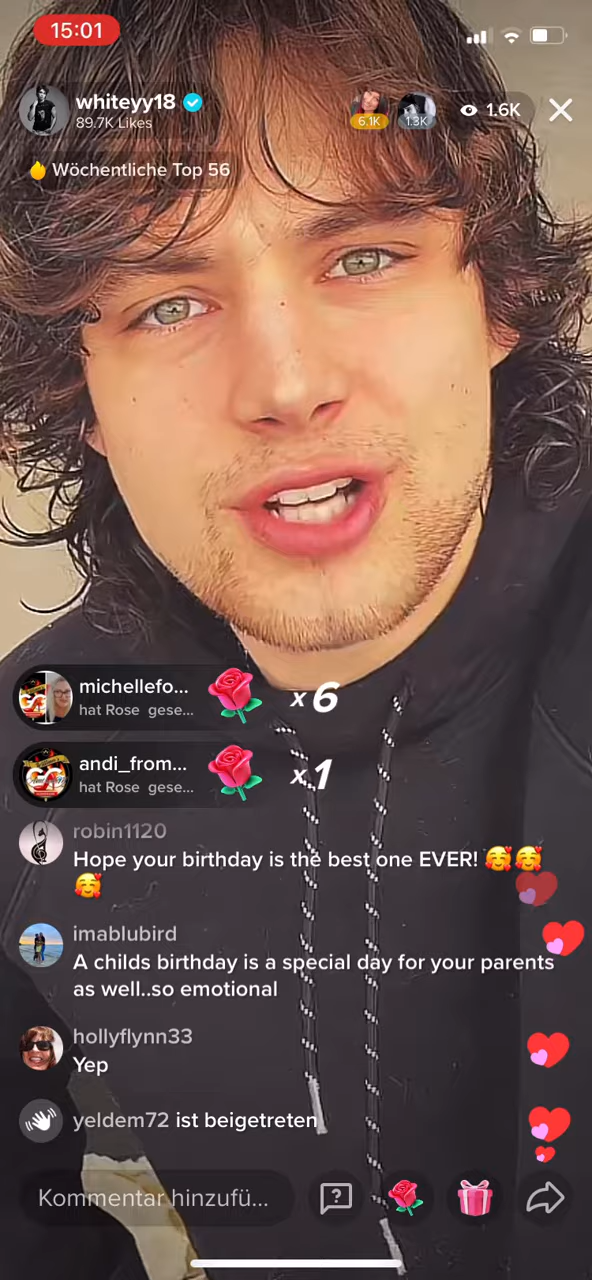 15:01
whiteyy18
89.7K Likes
6.1K
1.3K
1.6K
Wöchentliche Top 56
michellefo...
hat Rose gese...
x6
andi_from...
hat Rose gese...
x1
robin1120
Hope your birthday is the best one EVER! 🥰🥰
🥰
imablubird
A childs birthday is a special day for your parents
as well..so emotional
hollyflynn33
Yep
yeldem72 ist beigetreten
Kommentar hinzufü...
?